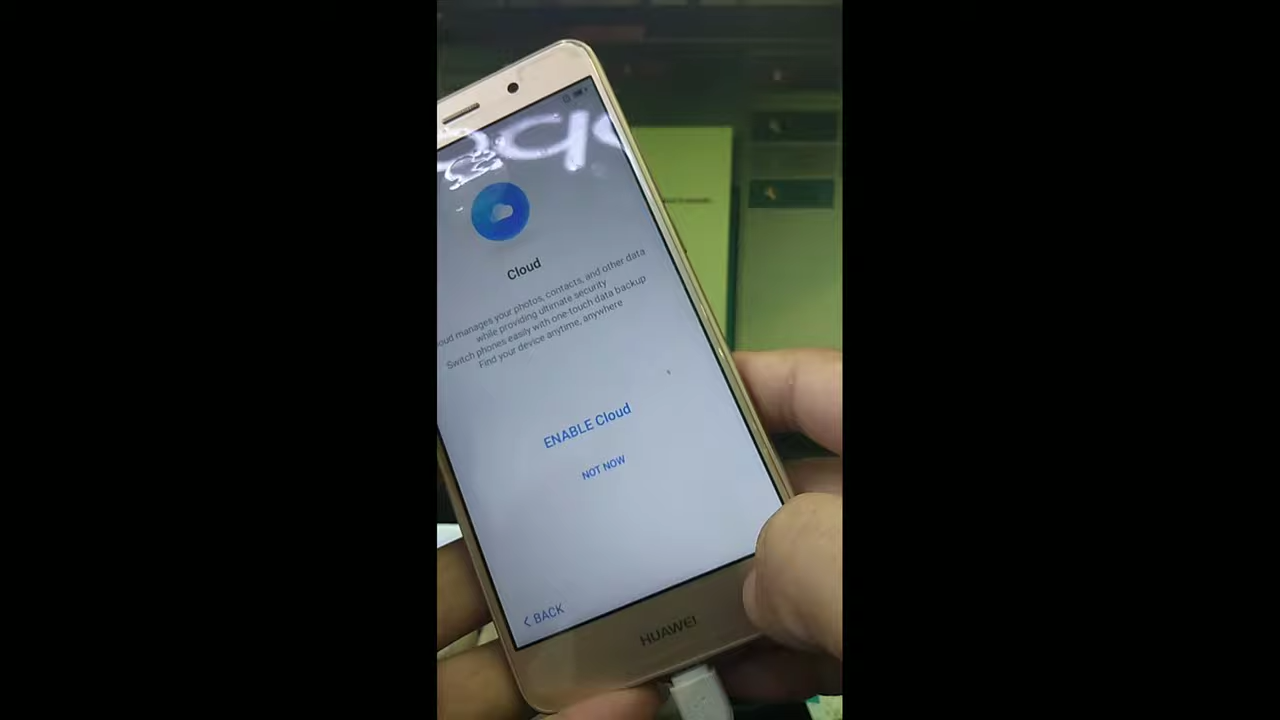 Cloud
oud manages your photos, contacts, and other data
while providing ultimate security
Switch phones easily with one-touch data backup
Find your device anytime, anywhere
ENABLE Cloud
NOT NOW
< BACK
HUAWEI